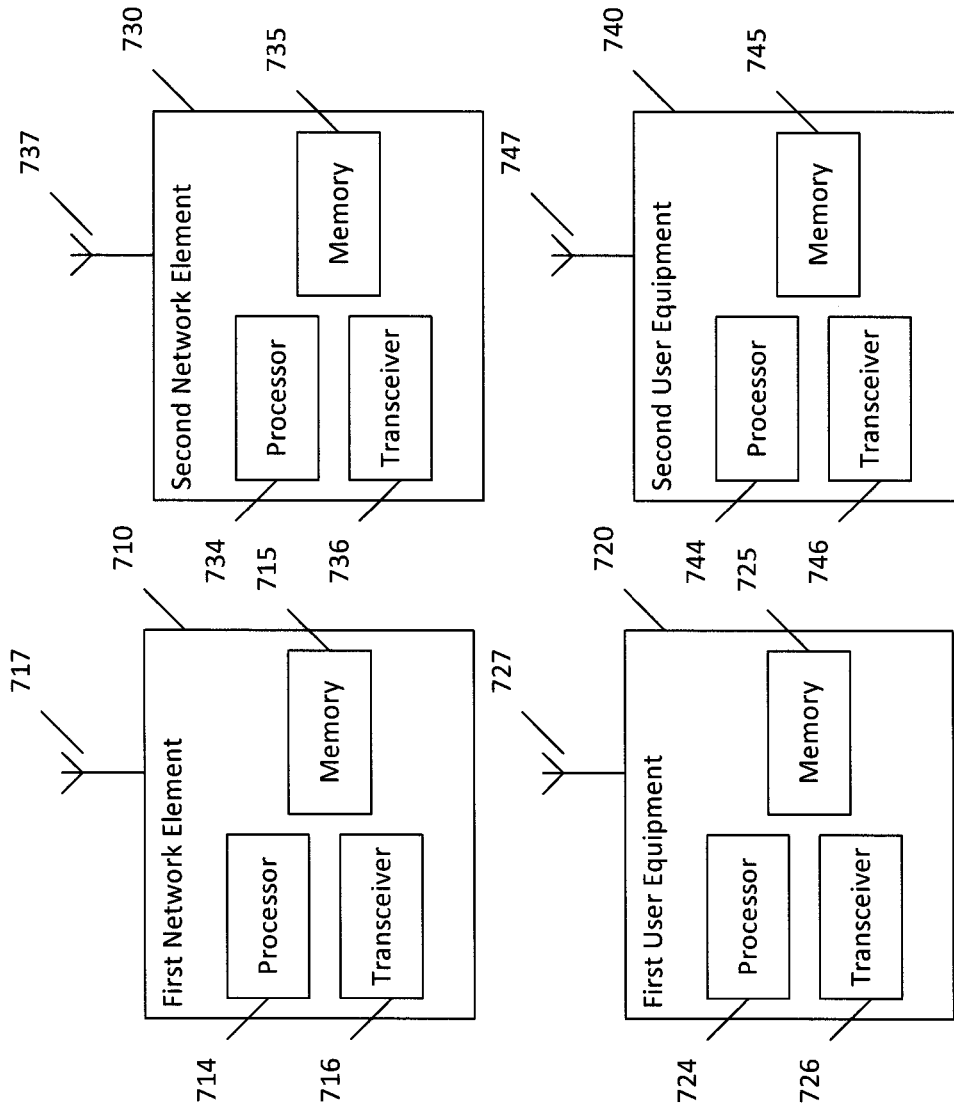 717
710
First Network Element
Processor
Memory
Transceiver
714
715
716
737
730
Second Network Element
Processor
Memory
Transceiver
734
735
736
727
720
First User Equipment
Processor
Memory
Transceiver
724
725
726
747
740
Second User Equipment
Processor
Memory
Transceiver
744
745
746